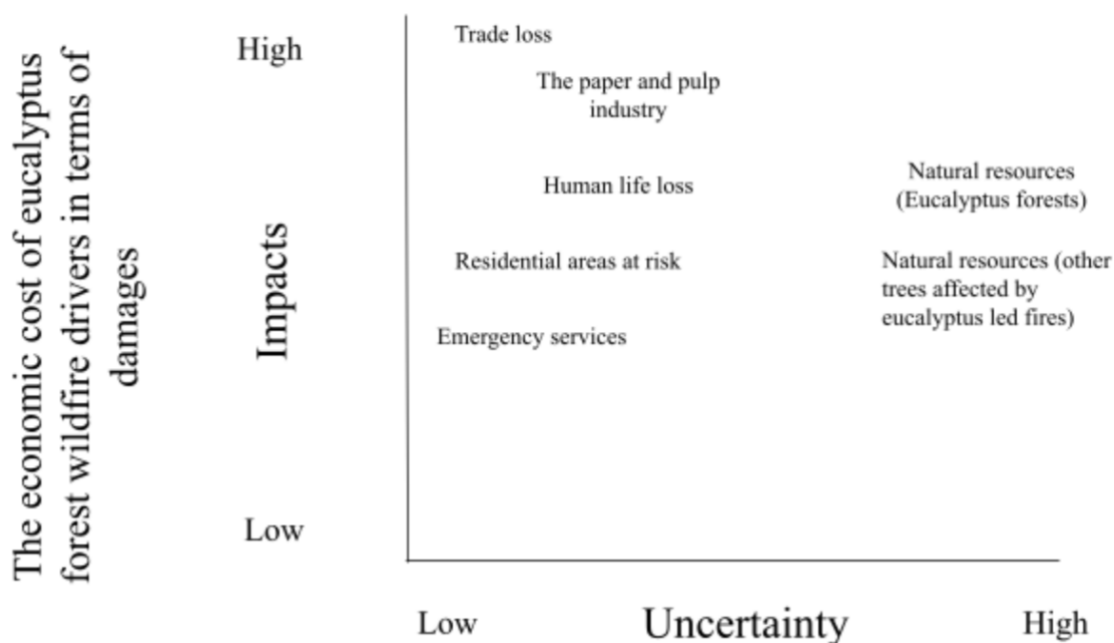 The economic cost of eucalyptus
forest wildfire drivers in terms of
damages
Impacts
High
Low
Trade loss
The paper and pulp
industry
Human life loss
Natural resources
(Eucalyptus forests)
Residential areas at risk
Natural resources (other
trees affected by
eucalyptus led fires)
Emergency services
Low
Uncertainty
High